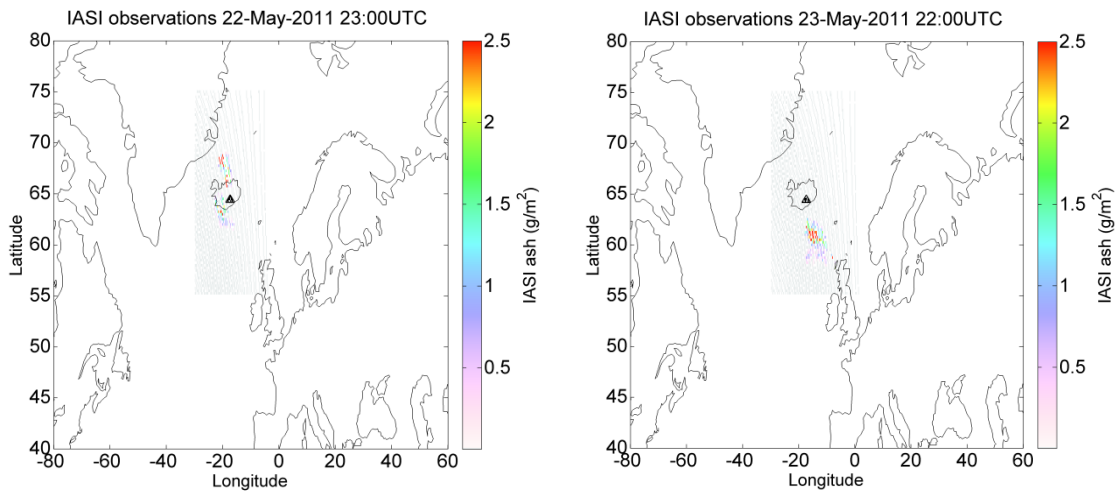 IASI observations 22-May-2011 23:00UTC
80
75
70
65
60
55
50
45
40
Latitude
-80 -60 -40 -20 0 20 40 60
Longitude
2.5
2
1.5
1
0.5
IASI ash (g/m²)
IASI observations 23-May-2011 22:00UTC
80
75
70
65
60
55
50
45
40
Latitude
-80 -60 -40 -20 0 20 40 60
Longitude
2.5
2
1.5
1
0.5
IASI ash (g/m²)